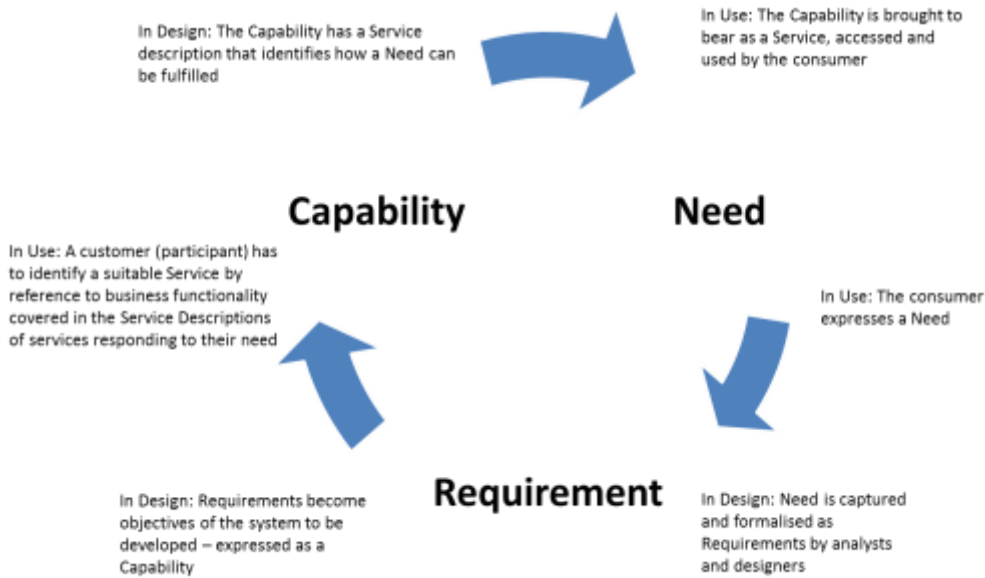 In Design: The Capability has a Service
description that identifies how a Need can
be fulfilled
In Use: The Capability is brought to
bear as a Service, accessed and
used by the consumer
Capability
Need
In Use: A customer (participant) has
to identify a suitable Service by
reference to business functionality
covered in the Service Descriptions
of services responding to their need
In Use: The consumer
expresses a Need
Requirement
In Design: Requirements become
objectives of the system to be
developed – expressed as a
Capability
In Design: Need is captured
and formalised as
Requirements by analysts
and designers